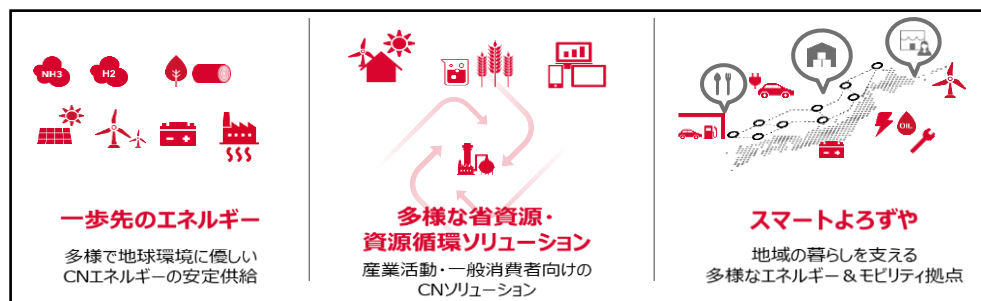 NH3
H2
一歩先のエネルギー
多様で地球環境に優しい
CNエネルギーの安定供給
多様な省資源・
資源循環ソリューション
産業活動・一般消費者向けの
CNソリューション
OIL
スマートよろずや
地域の暮らしを支える
多様なエネルギー＆モビリティ拠点